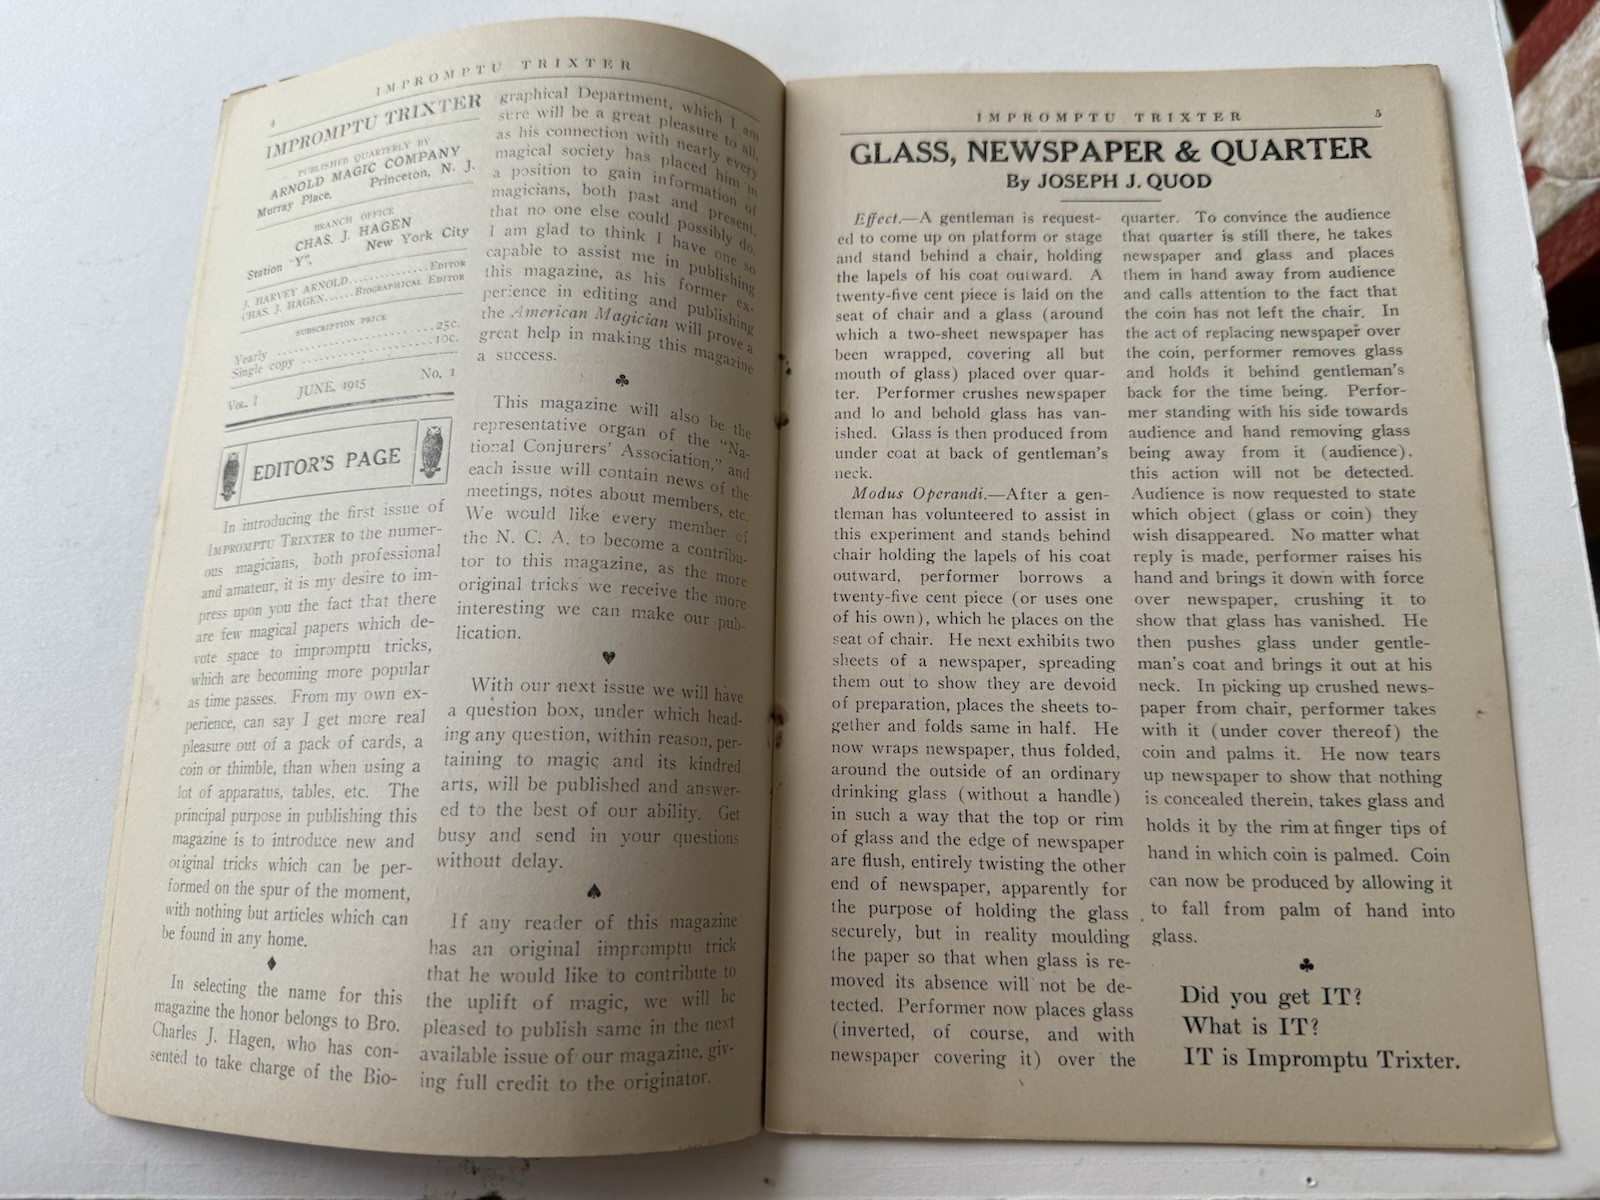 IMPROMPTU TRIXTER
4
IMPROMPTU TRIXTER
PUBLISHED QUARTERLY BY
ARNOLD MAGIC COMPANY
Murray Place, Princeton, N. J.
BRANCH OFFICE
CHAS. J. HAGEN
Station "Y", New York City
J. HARVEY ARNOLD............EDITOR
CHAS. J. HAGEN......BIOGRAPHICAL EDITOR
SUBSCRIPTION PRICE
Yearly ......................25c.
Single copy ..................10c.
VOL. I JUNE, 1915 No. 1
EDITOR'S PAGE
In introducing the first issue of
IMPROMPTU TRIXTER to the numer-
ous magicians, both professional
and amateur, it is my desire to im-
press upon you the fact that there
are few magical papers which de-
vote space to impromptu tricks,
which are becoming more popular
as time passes. From my own ex-
perience, can say I get more real
pleasure out of a pack of cards, a
coin or thimble, than when using a
lot of apparatus, tables, etc. The
principal purpose in publishing this
magazine is to introduce new and
original tricks which can be per-
formed on the spur of the moment,
with nothing but articles which can
be found in any home.
♦
In selecting the name for this
magazine the honor belongs to Bro.
Charles J. Hagen, who has con-
sented to take charge of the Bio-
graphical Department, which I am
sure will be a great pleasure to all,
as his connection with nearly every
magical society has placed him in
a position to gain information of
magicians, both past and present,
that no one else could possibly do.
I am glad to think I have one so
capable to assist me in publishing
this magazine, as his former ex-
perience in editing and publishing
the American Magician will prove a
great help in making this magazine
a success.
♣
This magazine will also be the
representative organ of the "Na-
tional Conjurers' Association," and
each issue will contain news of the
meetings, notes about members, etc.
We would like every member of
the N. C. A. to become a contribu-
tor to this magazine, as the more
original tricks we receive the more
interesting we can make our pub-
lication.
♥
With our next issue we will have
a question box, under which head-
ing any question, within reason, per-
taining to magic and its kindred
arts, will be published and answer-
ed to the best of our ability. Get
busy and send in your questions
without delay.
♠
If any reader of this magazine
has an original impromptu trick
that he would like to contribute to
the uplift of magic, we will be
pleased to publish same in the next
available issue of our magazine, giv-
ing full credit to the originator.
IMPROMPTU TRIXTER 5
GLASS, NEWSPAPER & QUARTER
By JOSEPH J. QUOD
Effect.—A gentleman is request-
ed to come up on platform or stage
and stand behind a chair, holding
the lapels of his coat outward. A
twenty-five cent piece is laid on the
seat of chair and a glass (around
which a two-sheet newspaper has
been wrapped, covering all but
mouth of glass) placed over quar-
ter. Performer crushes newspaper
and lo and behold glass has van-
ished. Glass is then produced from
under coat at back of gentleman's
neck.
Modus Operandi.—After a gen-
tleman has volunteered to assist in
this experiment and stands behind
chair holding the lapels of his coat
outward, performer borrows a
twenty-five cent piece (or uses one
of his own), which he places on the
seat of chair. He next exhibits two
sheets of a newspaper, spreading
them out to show they are devoid
of preparation, places the sheets to-
gether and folds same in half. He
now wraps newspaper, thus folded,
around the outside of an ordinary
drinking glass (without a handle)
in such a way that the top or rim
of glass and the edge of newspaper
are flush, entirely twisting the other
end of newspaper, apparently for
the purpose of holding the glass
securely, but in reality moulding
the paper so that when glass is re-
moved its absence will not be de-
tected. Performer now places glass
(inverted, of course, and with
newspaper covering it) over the
quarter. To convince the audience
that quarter is still there, he takes
newspaper and glass and places
them in hand away from audience
and calls attention to the fact that
the coin has not left the chair. In
the act of replacing newspaper over
the coin, performer removes glass
and holds it behind gentleman's
back for the time being. Perfor-
mer standing with his side towards
audience and hand removing glass
being away from it (audience),
this action will not be detected.
Audience is now requested to state
which object (glass or coin) they
wish disappeared. No matter what
reply is made, performer raises his
hand and brings it down with force
over newspaper, crushing it to
show that glass has vanished. He
then pushes glass under gentle-
man's coat and brings it out at his
neck. In picking up crushed news-
paper from chair, performer takes
with it (under cover thereof) the
coin and palms it. He now tears
up newspaper to show that nothing
is concealed therein, takes glass and
holds it by the rim at finger tips of
hand in which coin is palmed. Coin
can now be produced by allowing it
to fall from palm of hand into
glass.
♣
Did you get IT?
What is IT?
IT is Impromptu Trixter.